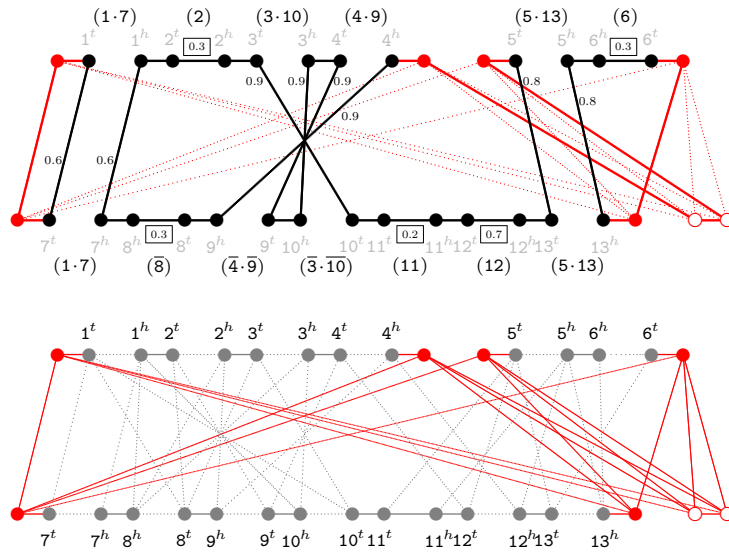 (1·7) (2) (3·10) (4·9) (5·13) (6)
1^t 1^h 2^t 0.3 2^h 3^t 3^h 4^t 4^h 5^t 5^h 6^h 0.3 6^t
0.9 0.9 0.9 0.8
0.8
0.9
0.6 0.6
0.3 0.2 0.7
7^t 7^h 8^h 8^t 9^h 9^t 10^h 10^t 11^t 11^h 12^t 12^h 13^t 13^h
(1·7) (8̅) (4̅·9̅) (3̅·1̅0̅) (11) (12) (5·13)
1^t 1^h 2^t 2^h 3^t 3^h 4^t 4^h 5^t 5^h 6^h 6^t
7^t 7^h 8^h 8^t 9^h 9^t 10^h 10^t 11^t 11^h 12^t 12^h 13^t 13^h